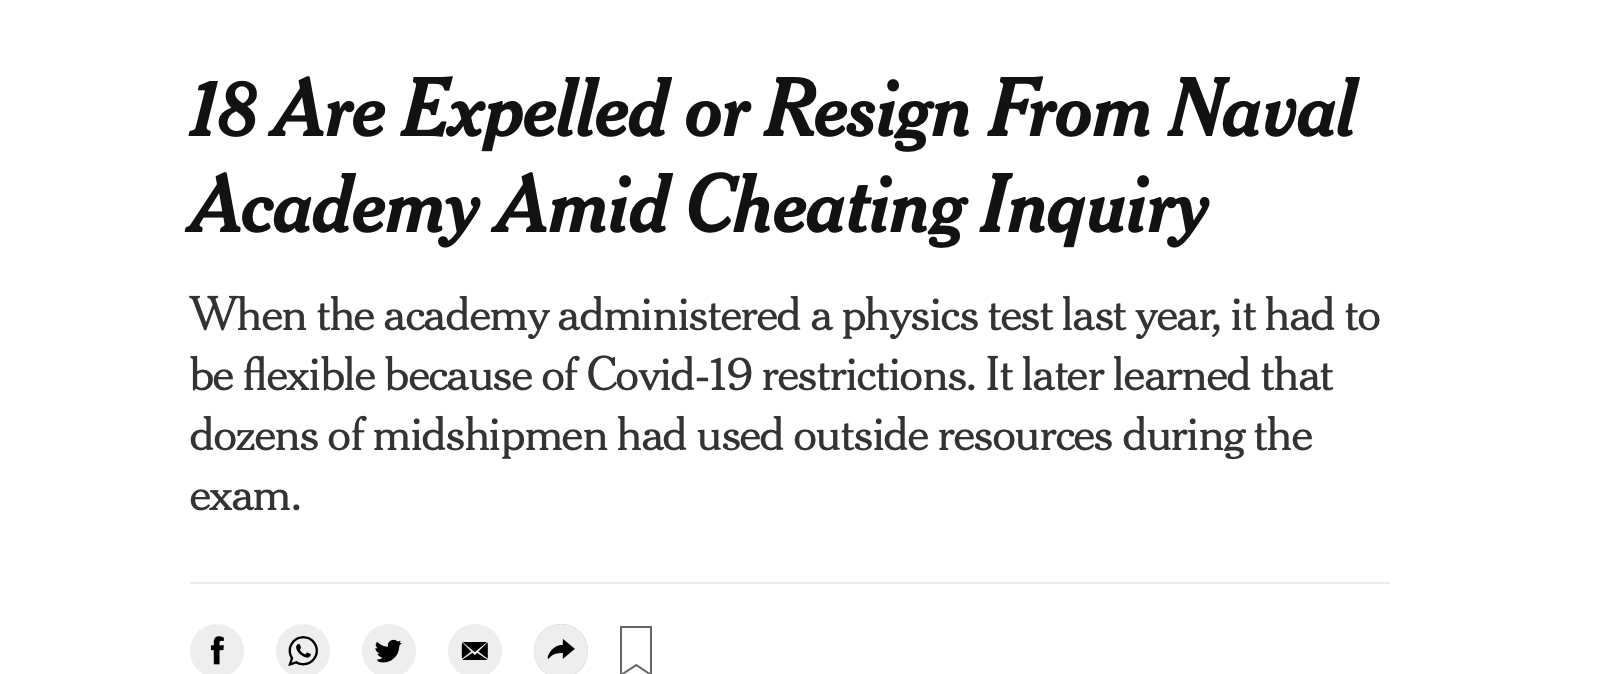 18 Are Expelled or Resign From Naval
Academy Amid Cheating Inquiry
When the academy administered a physics test last year, it had to
be flexible because of Covid-19 restrictions. It later learned that
dozens of midshipmen had used outside resources during the
exam.